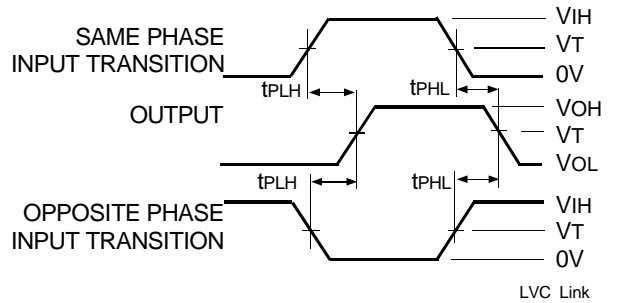 SAME PHASE
INPUT TRANSITION
VIH
VT
0V
tPLH
tPHL
OUTPUT
VOH
VT
VOL
tPLH
tPHL
OPPOSITE PHASE
INPUT TRANSITION
VIH
VT
0V
LVC Link